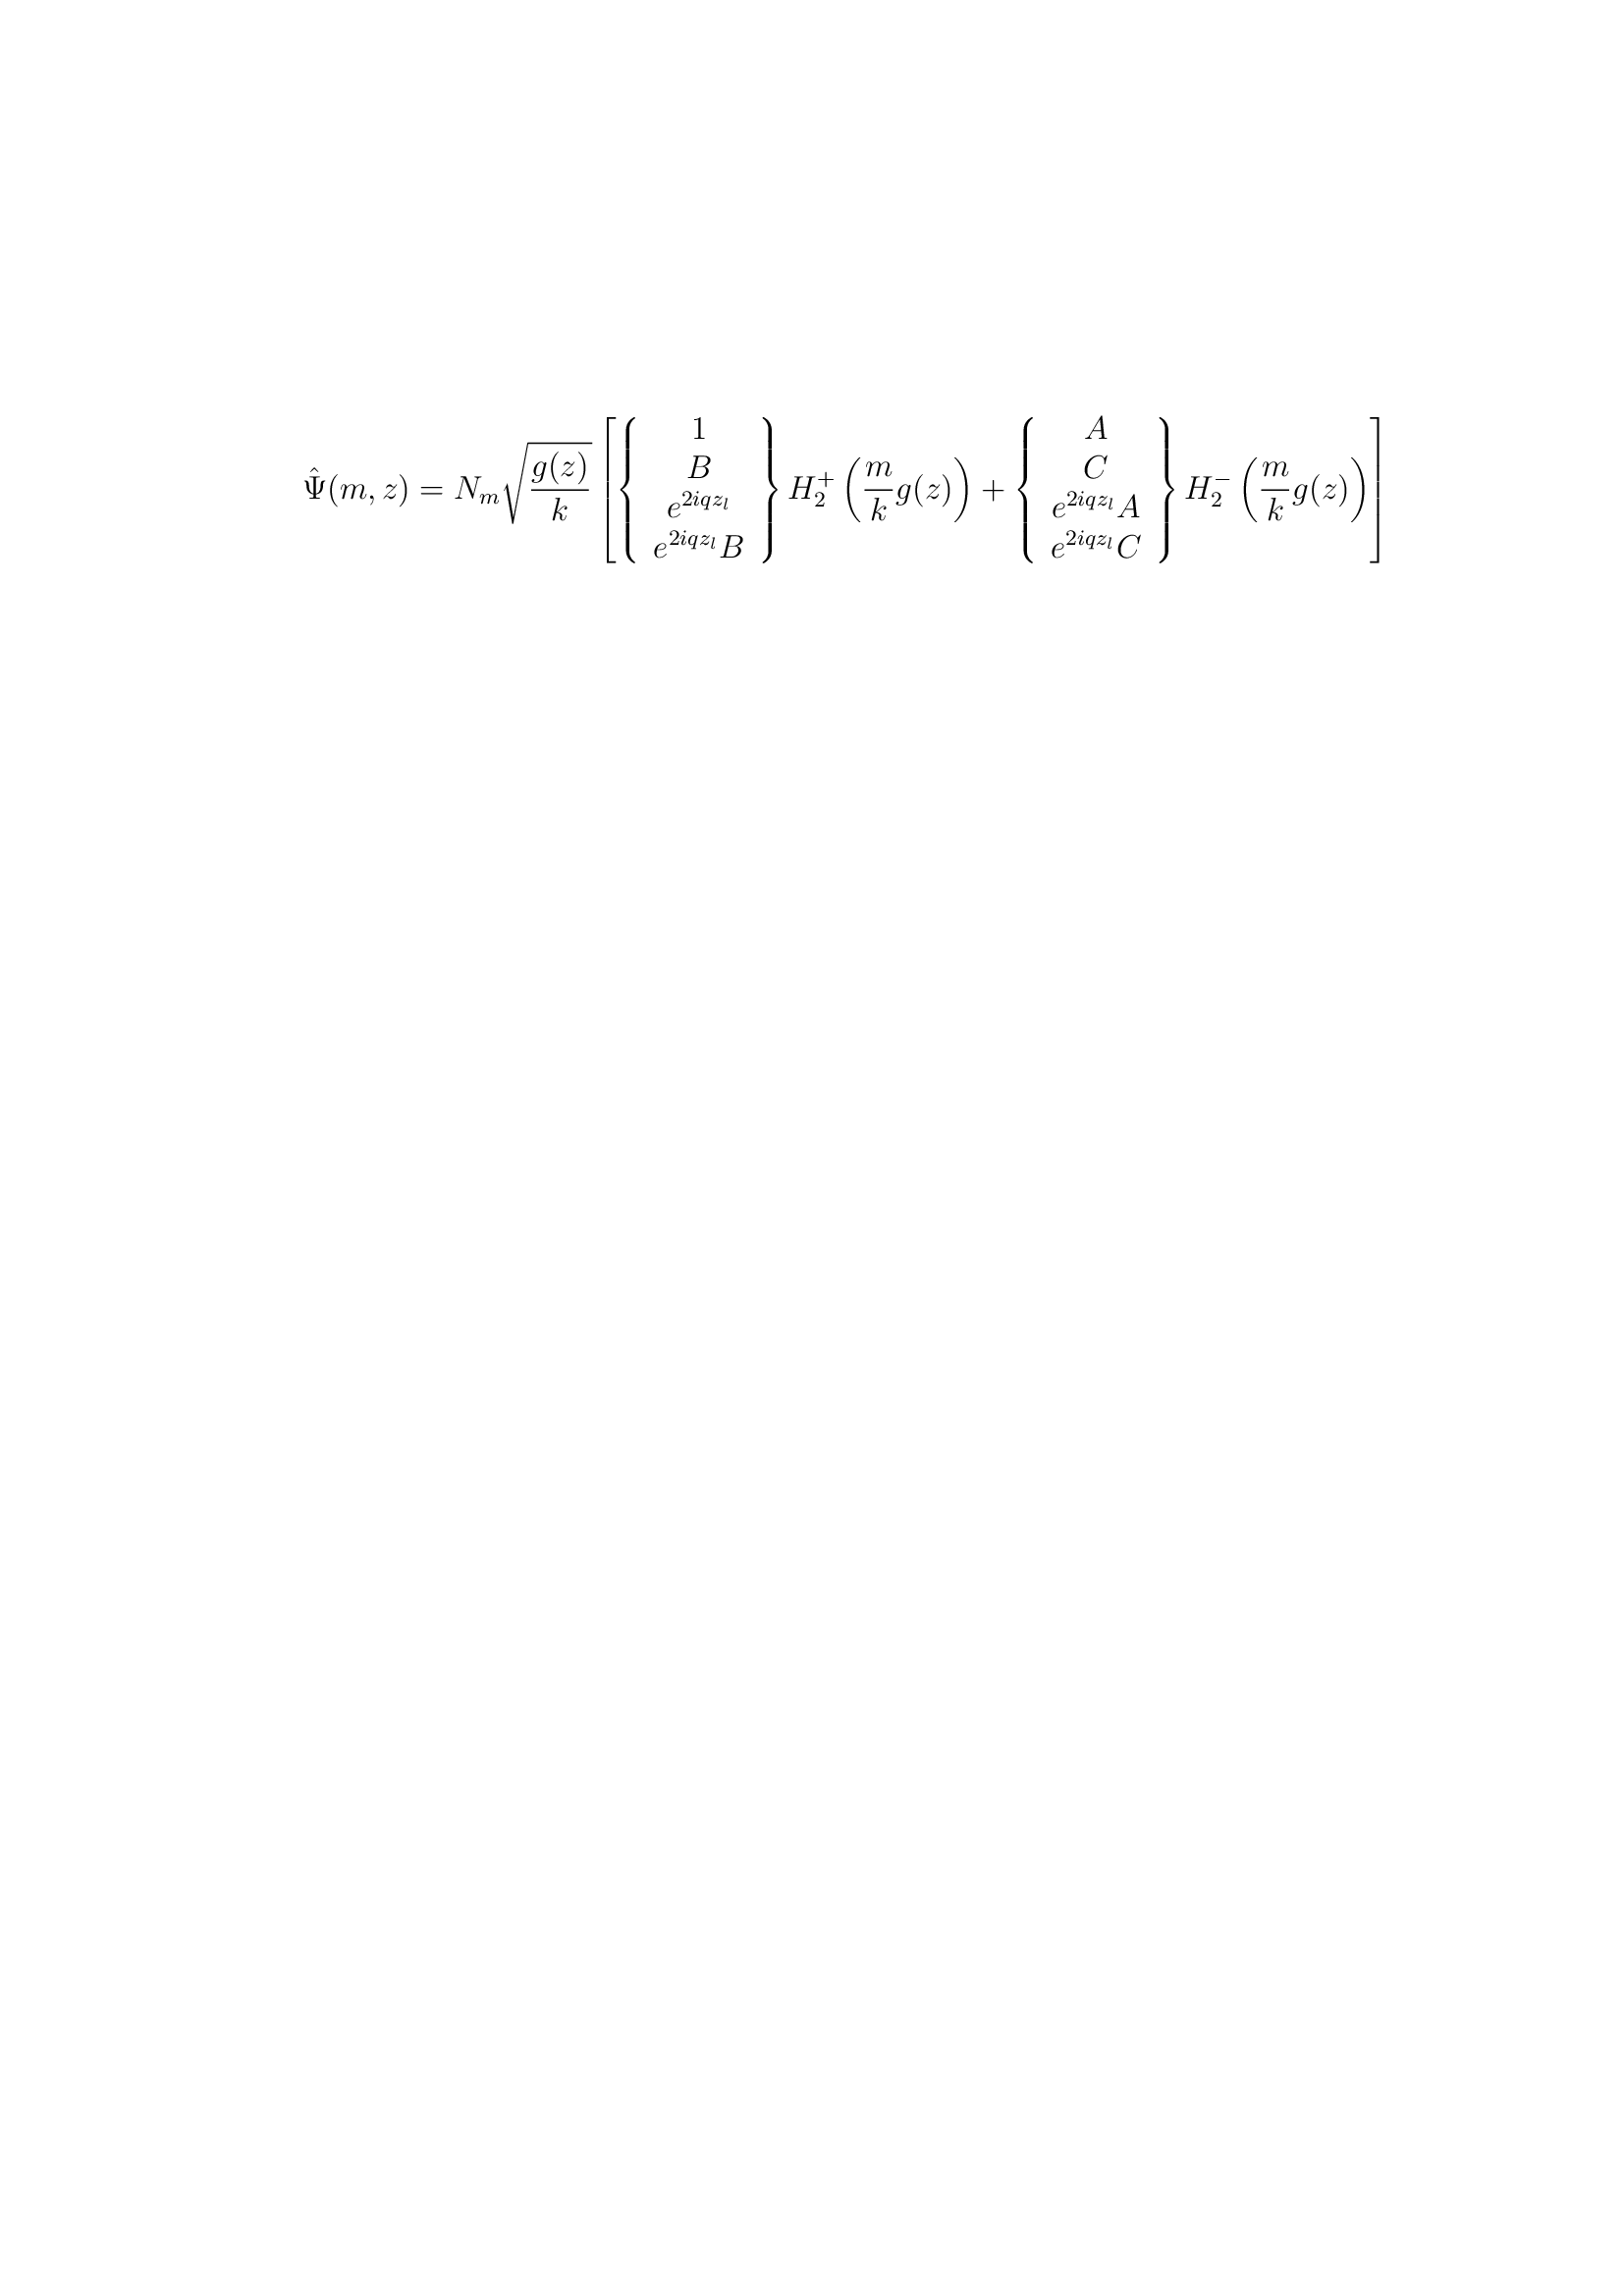 \hat{\Psi}(m,z) = N_m \sqrt{\frac{g(z)}{k}} \left[ \left\{ \begin{array}{c} 1 \\ B \\ e^{2iqz_l} \\ e^{2iqz_l} B \end{array} \right\} H_2^+ \left( \frac{m}{k} g(z) \right) + \left\{ \begin{array}{c} A \\ C \\ e^{2iqz_l} A \\ e^{2iqz_l} C \end{array} \right\} H_2^- \left( \frac{m}{k} g(z) \right) \right]